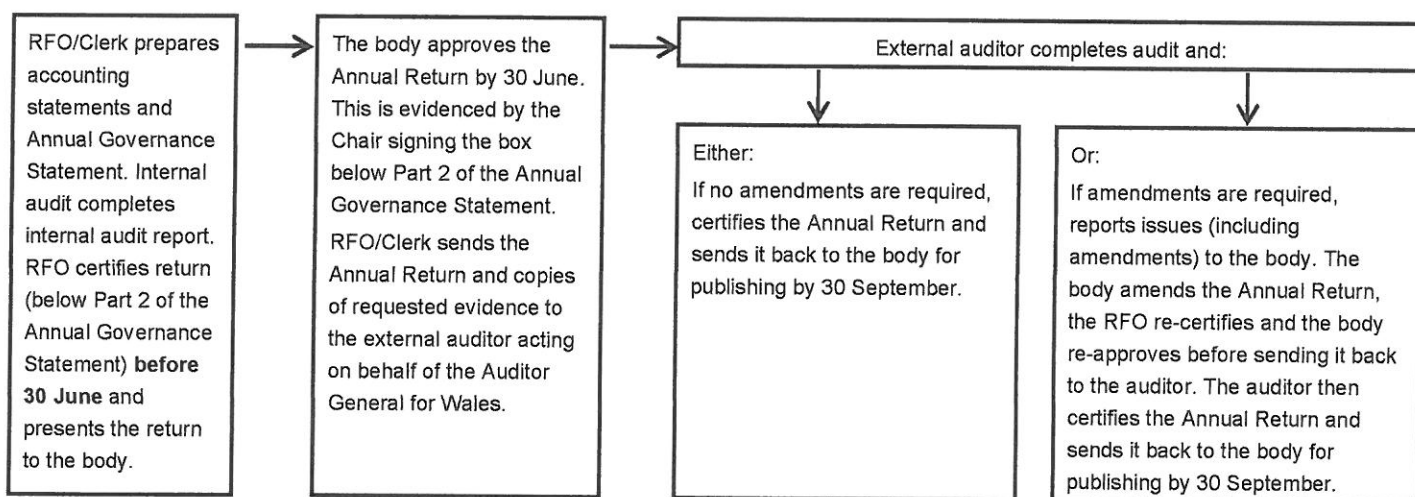 RFO/Clerk prepares
accounting
statements and
Annual Governance
Statement. Internal
audit completes
internal audit report.
RFO certifies return
(below Part 2 of the
Annual Governance
Statement) before
30 June and
presents the return
to the body.
The body approves the
Annual Return by 30 June.
This is evidenced by the
Chair signing the box
below Part 2 of the Annual
Governance Statement.
RFO/Clerk sends the
Annual Return and copies
of requested evidence to
the external auditor acting
on behalf of the Auditor
General for Wales.
External auditor completes audit and:
Either:
If no amendments are required,
certifies the Annual Return and
sends it back to the body for
publishing by 30 September.
Or:
If amendments are required,
reports issues (including
amendments) to the body. The
body amends the Annual Return,
the RFO re-certifies and the body
re-approves before sending it back
to the auditor. The auditor then
certifies the Annual Return and
sends it back to the body for
publishing by 30 September.